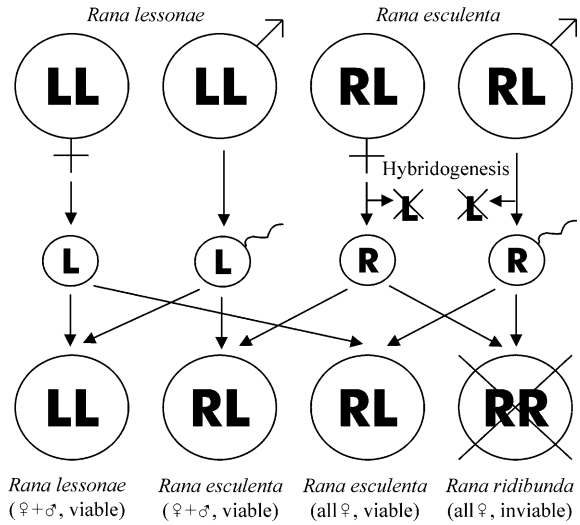 Rana lessonae Rana esculenta
LL LL RL RL
Hybridogenesis
L L
L L R R
LL RL RL RR
Rana lessonae Rana esculenta Rana esculenta Rana ridibunda
(♀+♂, viable) (♀+♂, viable) (all♀, viable) (all♀, inviable)